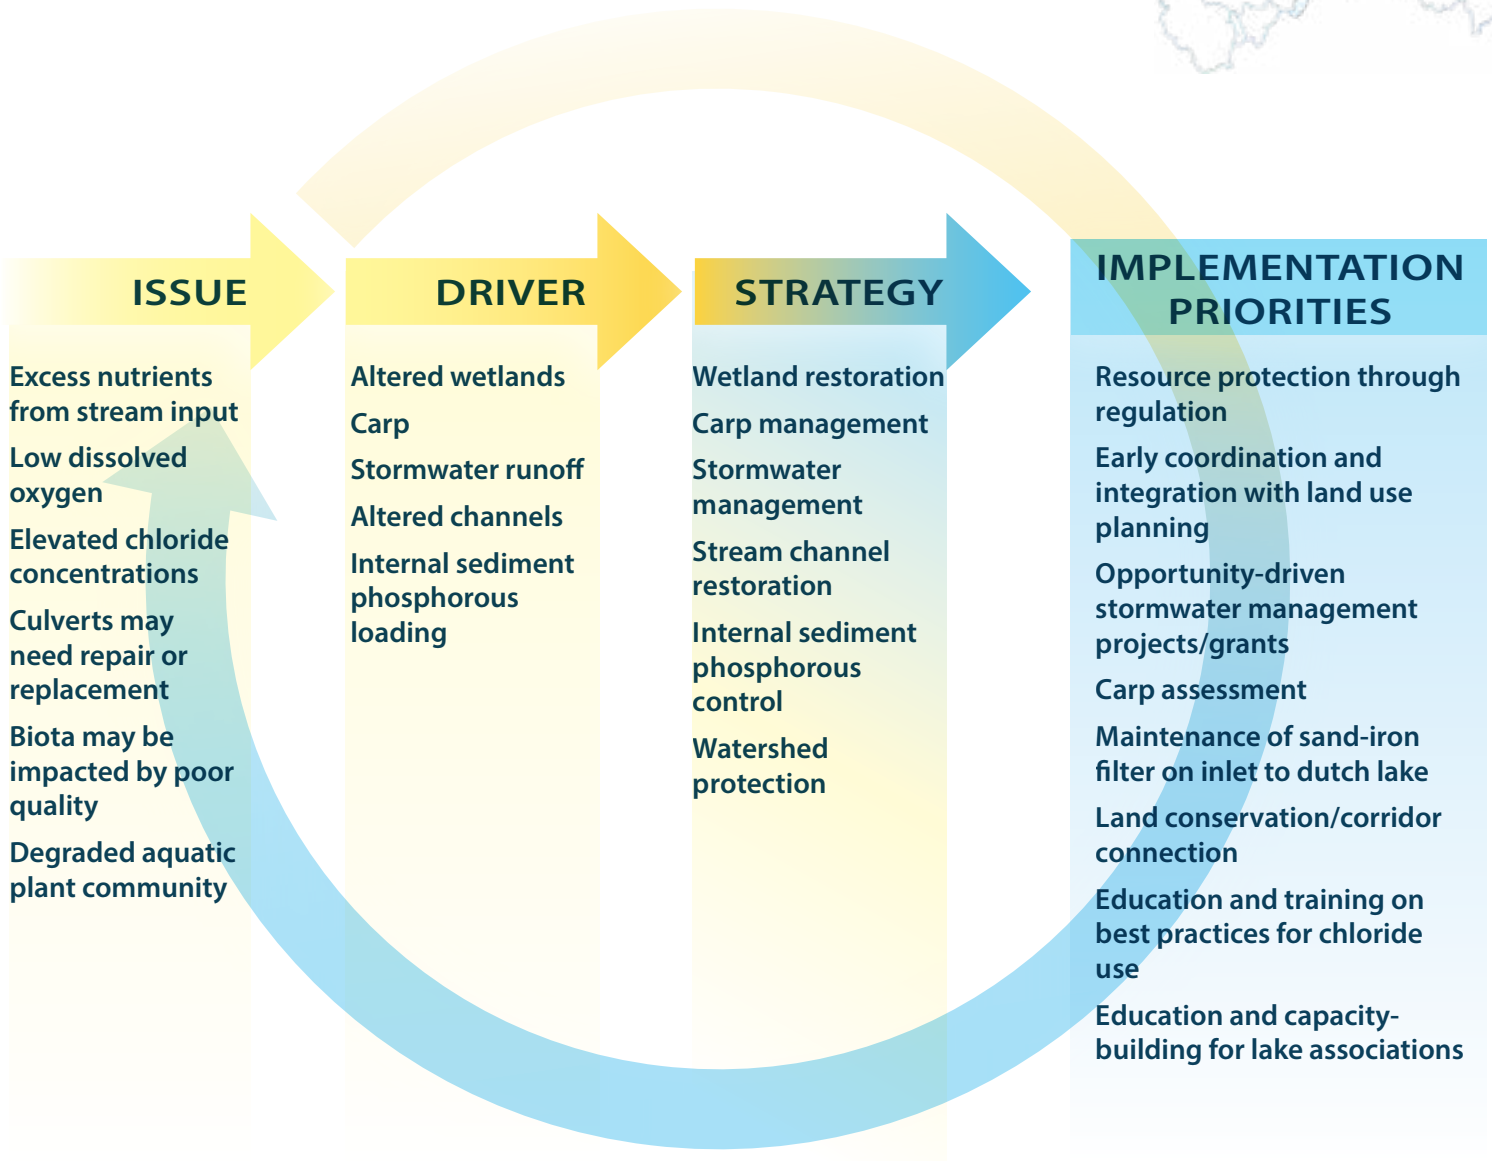 ISSUE
Excess nutrients
from stream input
Low dissolved
oxygen
Elevated chloride
concentrations
Culverts may
need repair or
replacement
Biota may be
impacted by poor
quality
Degraded aquatic
plant community
DRIVER
Altered wetlands
Carp
Stormwater runoff
Altered channels
Internal sediment
phosphorous
loading
STRATEGY
Wetland restoration
Carp management
Stormwater
management
Stream channel
restoration
Internal sediment
phosphorous
control
Watershed
protection
IMPLEMENTATION
PRIORITIES
Resource protection through
regulation
Early coordination and
integration with land use
planning
Opportunity-driven
stormwater management
projects/grants
Carp assessment
Maintenance of sand-iron
filter on inlet to dutch lake
Land conservation/corridor
connection
Education and training on
best practices for chloride
use
Education and capacity-
building for lake associations